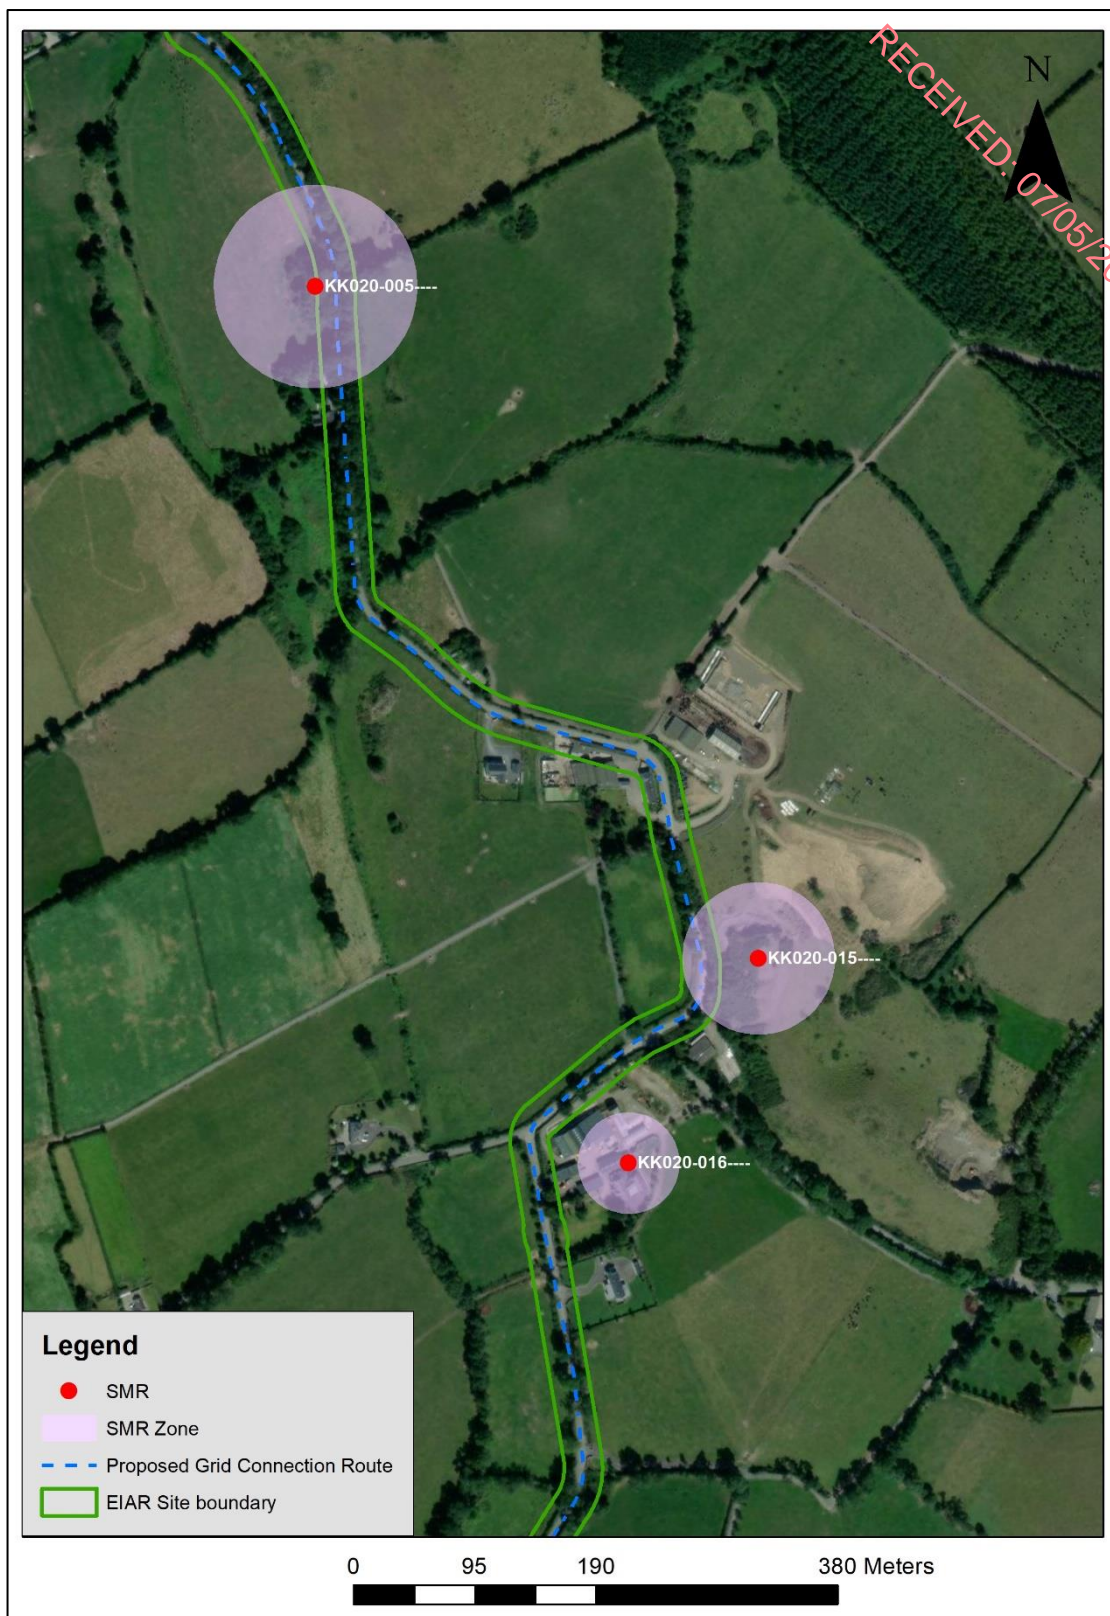 RECEIVED: 07/05/20
N
KK020-005----
KK020-015----
KK020-016----
Legend
SMR
SMR Zone
Proposed Grid Connection Route
EIAR Site boundary
0 95 190 380 Meters